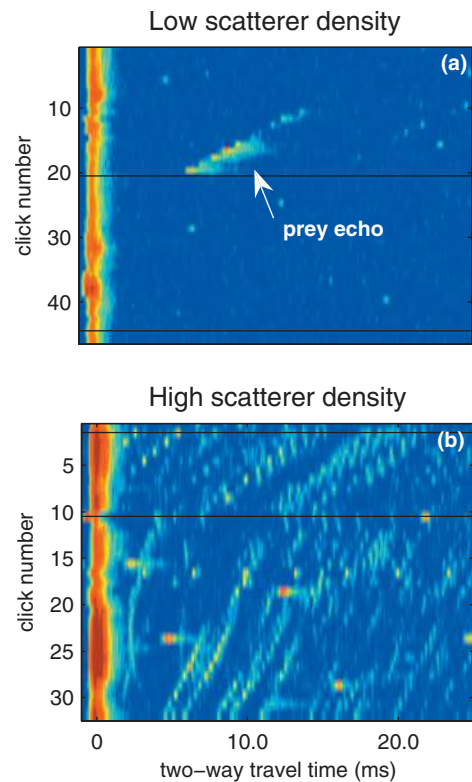 Low scatterer density
(a)
10
20
30
40
click number
prey echo
High scatterer density
(b)
5
10
15
20
25
30
click number
0 10.0 20.0
two−way travel time (ms)